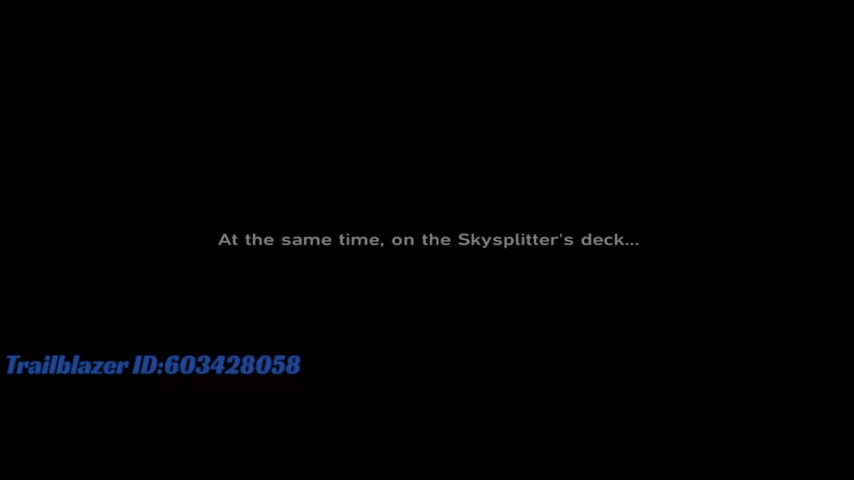 At the same time, on the Skysplitter's deck...
Trailblazer ID:603428058